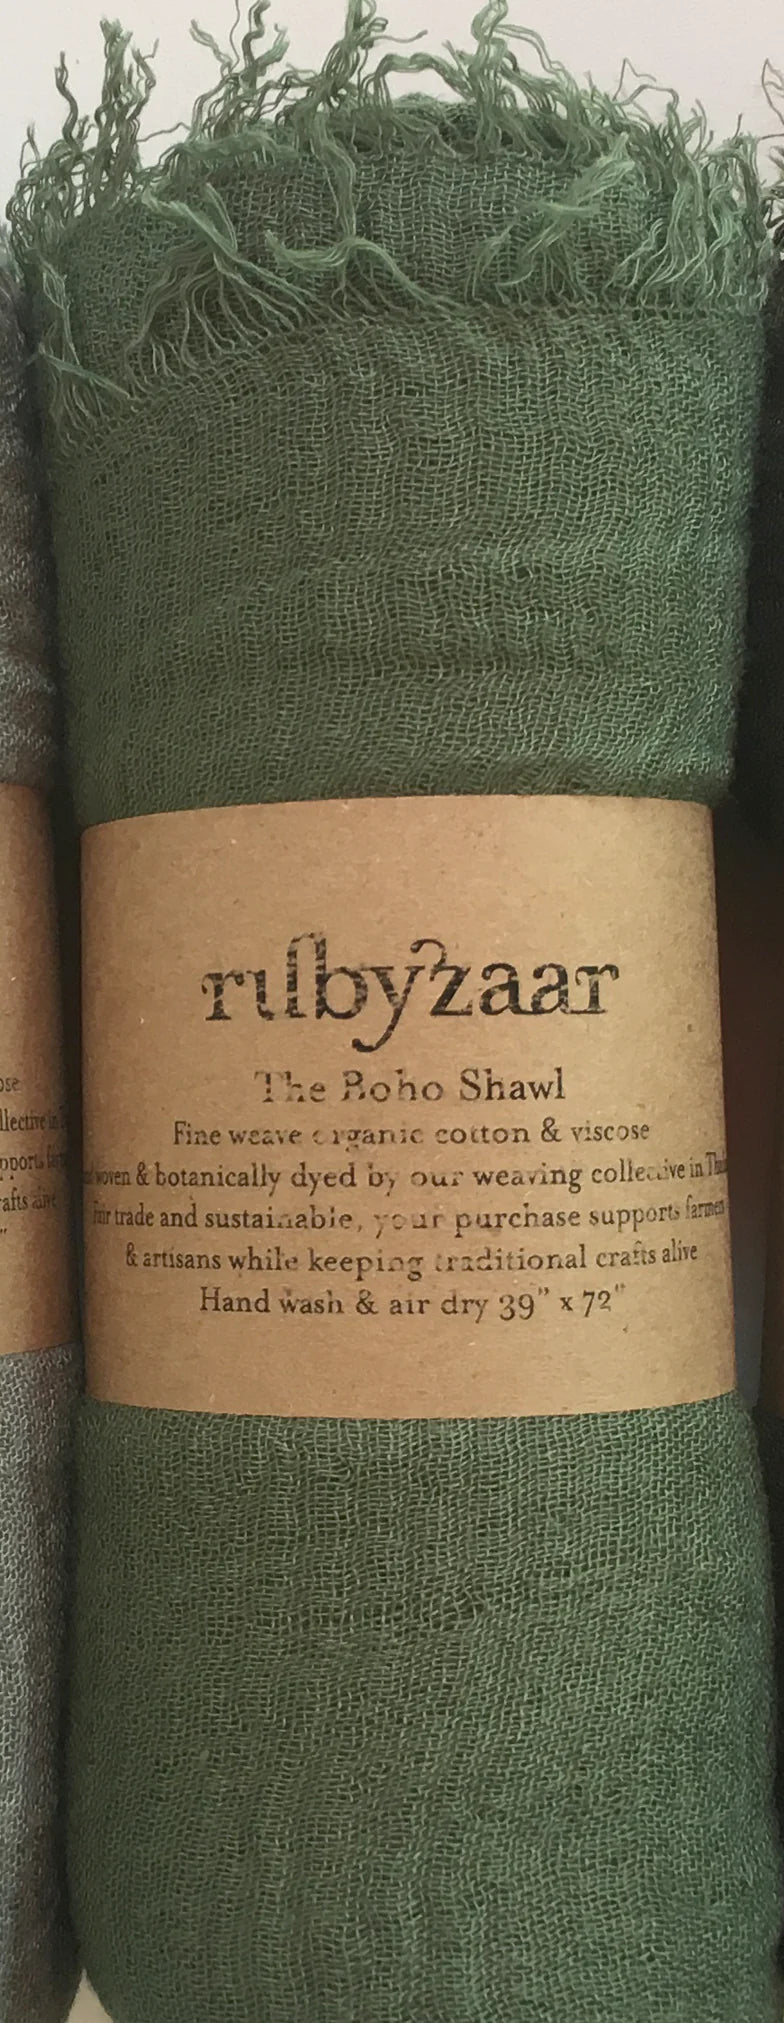 rubyzaar
The Boho Shawl
Fine weave organic cotton & viscose
woven & botanically dyed by our weaving collective in
fair trade and sustainable, your purchase supports farmers
& artisans while keeping traditional crafts alive
Hand wash & air dry 39" x 72"